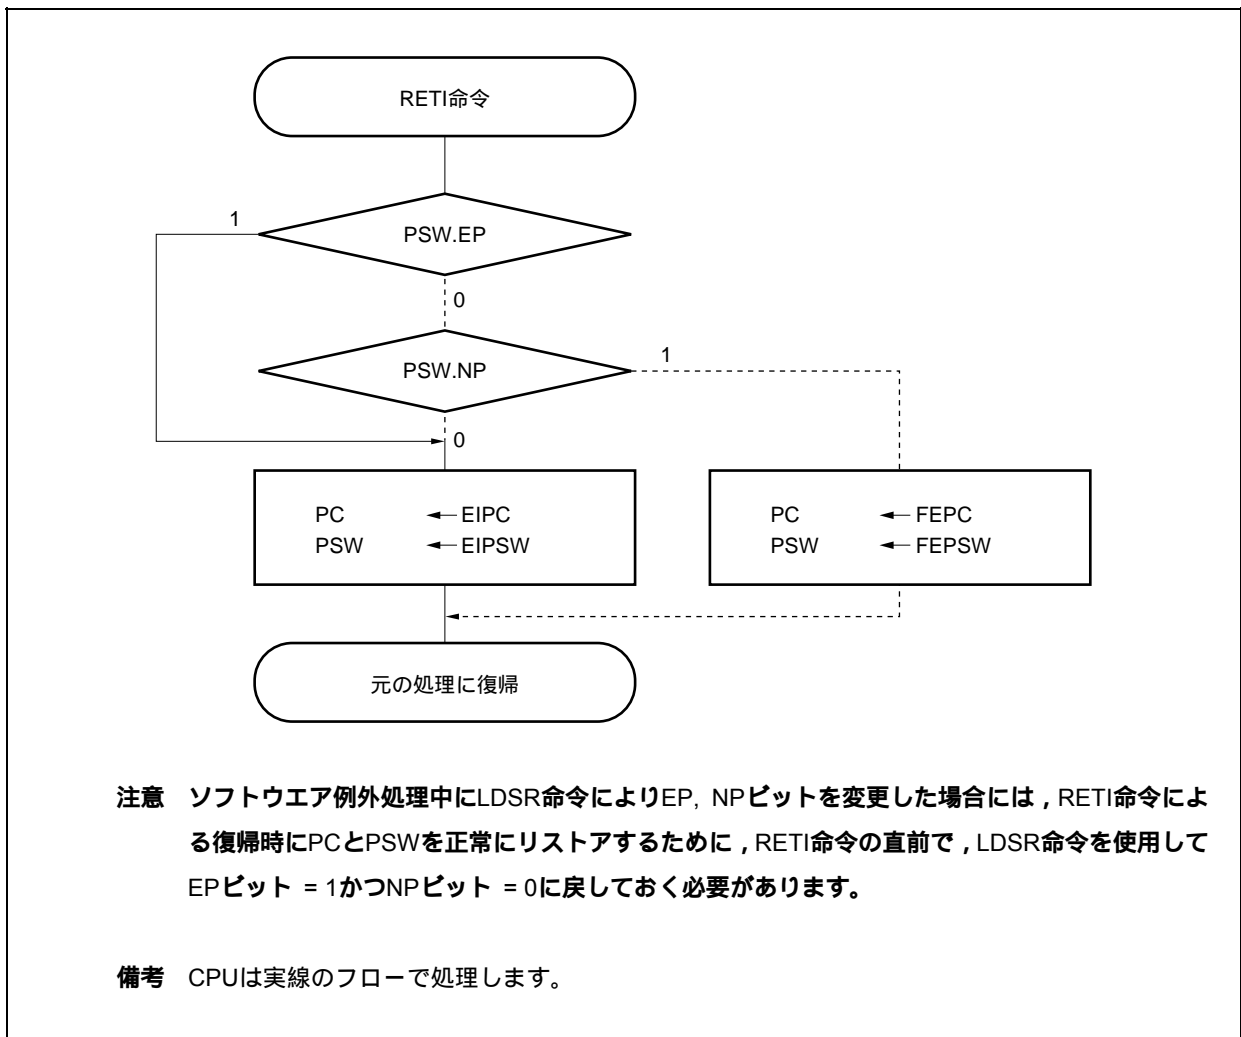 RETI命令
1
PSW.EP
0
PSW.NP
1
0
PC ← EIPC
PSW ← EIPSW
PC ← FEPC
PSW ← FEPSW
元の処理に復帰
注意 ソフトウエア例外処理中にLDSR命令によりEP, NPビットを変更した場合には，RETI命令によ
る復帰時にPCとPSWを正常にリストアするために，RETI命令の直前で，LDSR命令を使用して
EPビット = 1かつNPビット = 0に戻しておく必要があります。
備考 CPUは実線のフローで処理します。